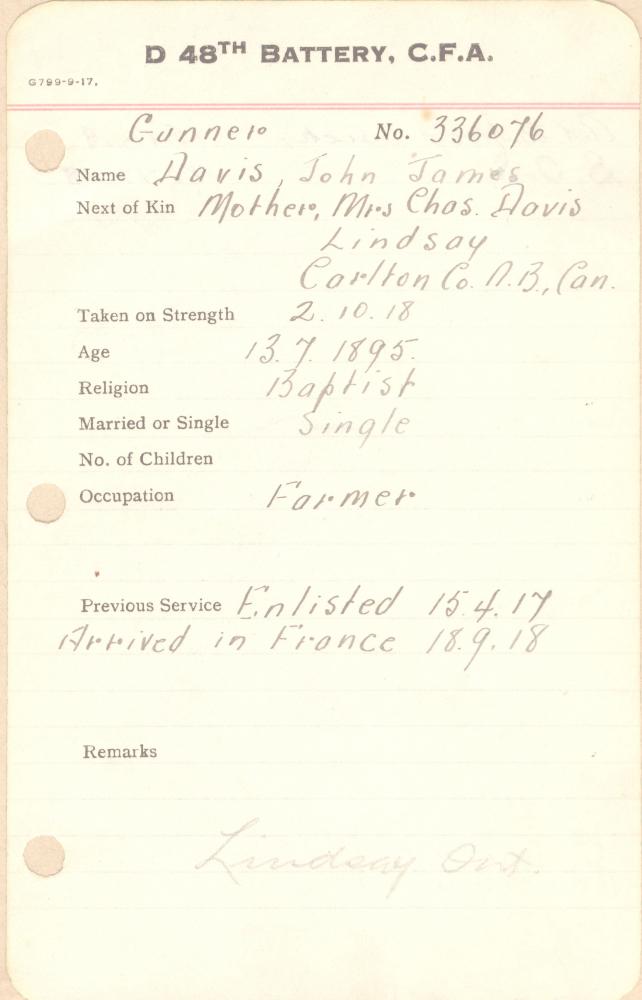 D 48TH BATTERY, C.F.A.
G799-9-17.
Gunner No. 336076
Name Davis, John James
Next of Kin Mother, Mrs Chas. Davis
Lindsay
Carlton Co. N.B., Can.
Taken on Strength 2.10.18
Age 13.7.1895.
Religion Baptist
Married or Single Single
No. of Children
Occupation Farmer
Previous Service Enlisted 15.4.17
Arrived in France 18.9.18
Remarks
Lindsay Ont.